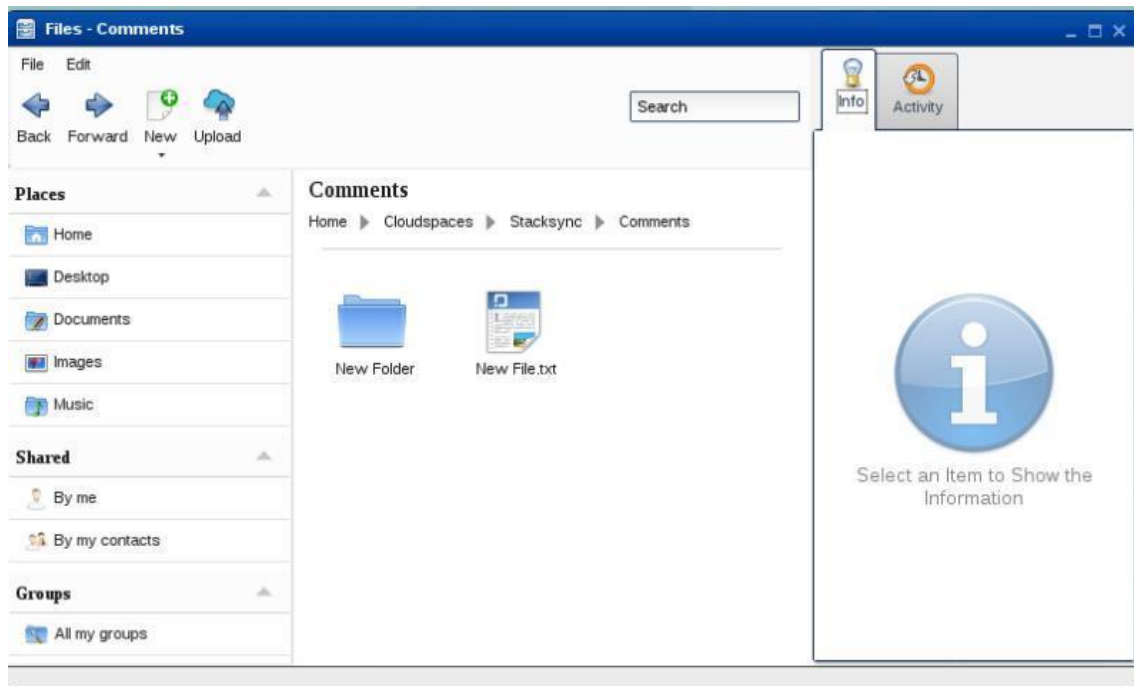 Files - Comments
File Edit
Back Forward New Upload
Search
Info
Activity
Places
Home
Desktop
Documents
Images
Music
Shared
By me
By my contacts
Groups
All my groups
Comments
Home Cloudspaces Stacksync Comments
New Folder
New File.txt
Select an Item to Show the
Information